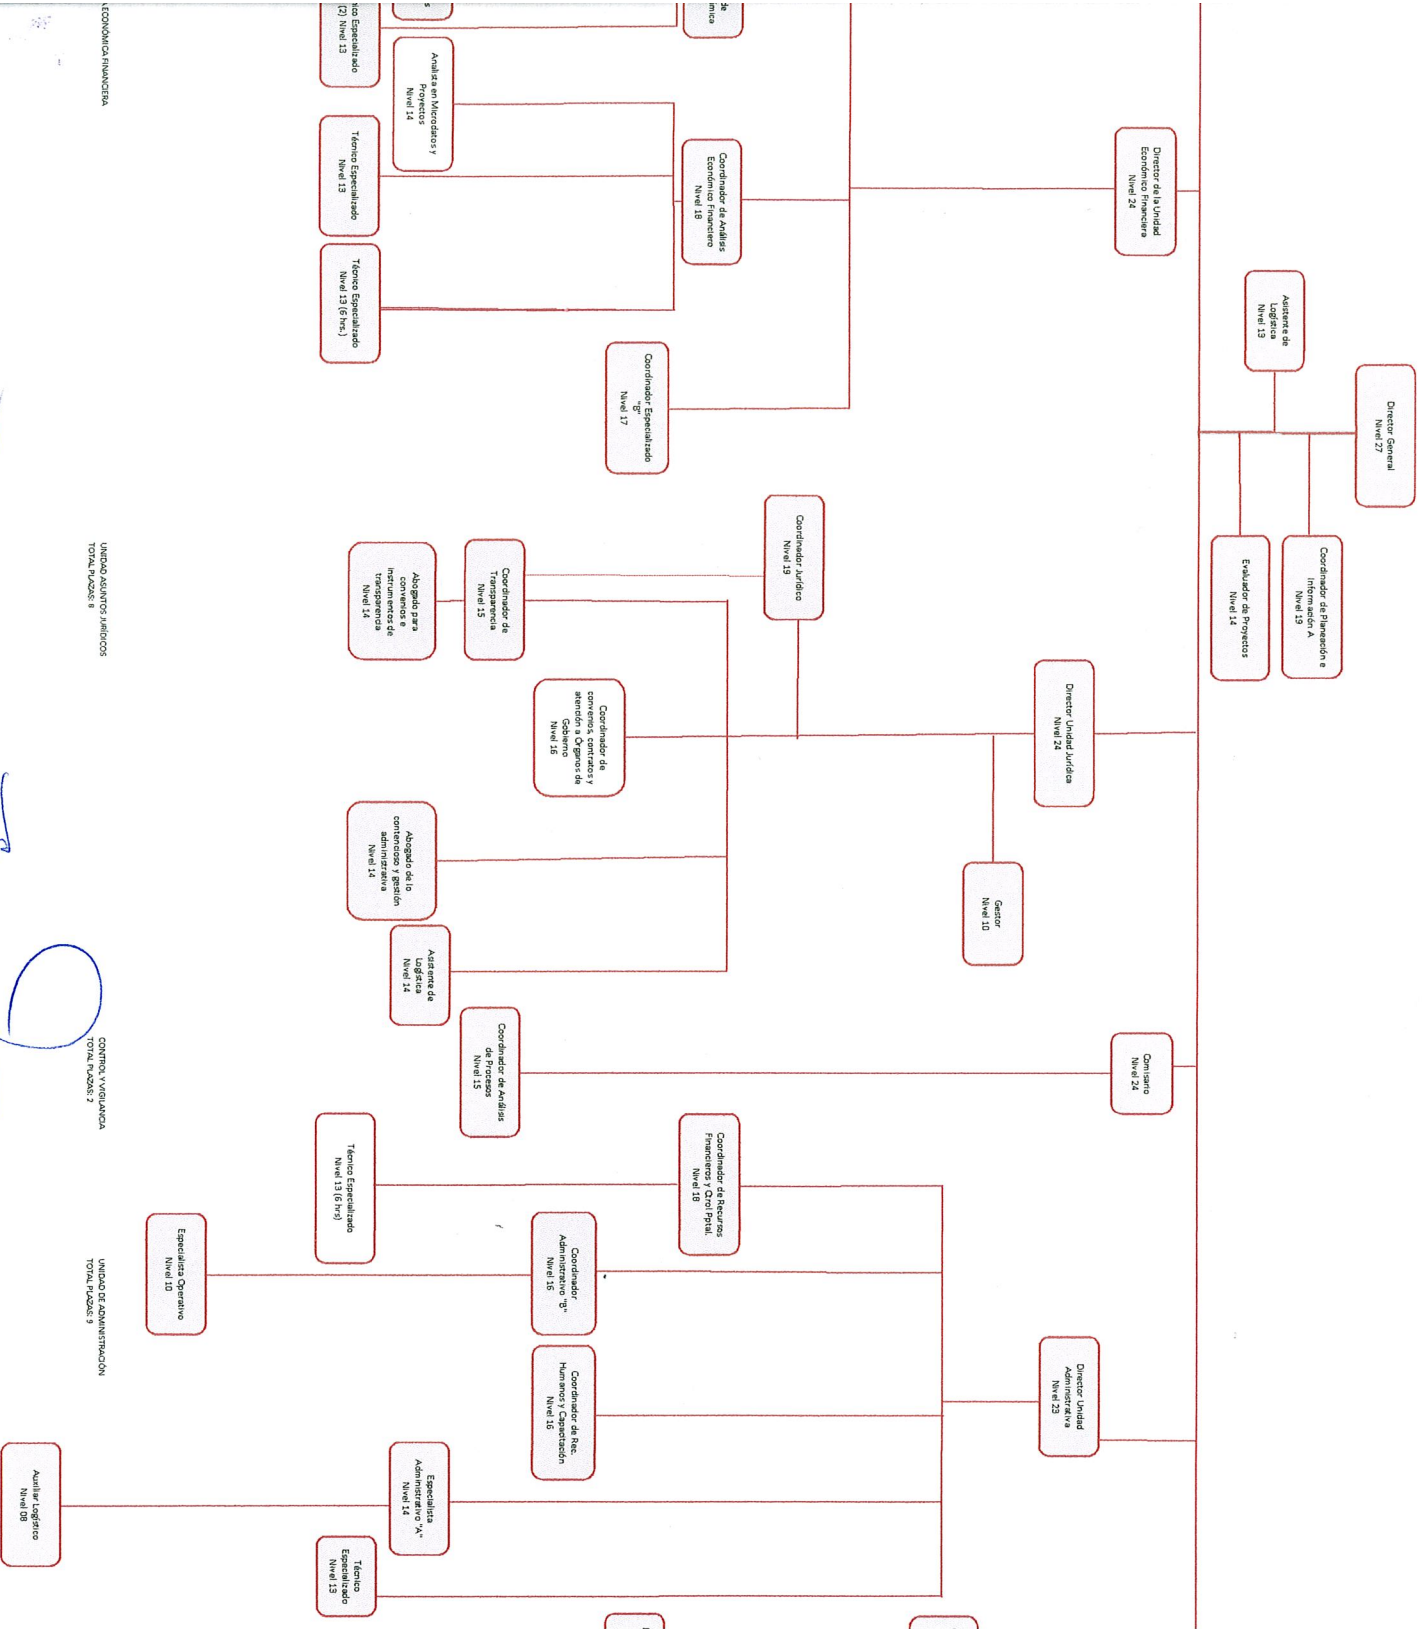 Director General
Nivel 27
Asistente de
Logística
Nivel 13
Coordinador de Planeación e
Información A
Nivel 19
Evaluador de Proyectos
Nivel 14
Director de la Unidad
Económico Financiera
Nivel 24
Director Unidad Jurídica
Nivel 24
Comisario
Nivel 24
Director Unidad
Administrativa
Nivel 23
Gestor
Nivel 10
Coordinador Jurídico
Nivel 19
de
Coordinador de Análisis
Económico Financiero
Nivel 18
Coordinador de Recursos
Financieros y Ctrol Pptal.
Nivel 18
Coordinador Especializado
"B"
Nivel 17
Coordinador de
convenios, contratos y
atención a Órganos de
Gobierno
Nivel 16
Coordinador
Administrativo "B"
Nivel 16
Coordinador de Rec.
Humanos y Capacitación
Nivel 16
Coordinador de
Transparencia
Nivel 15
Coordinador de Análisis
de Procesos
Nivel 15
s
Analista en Microdatos y
Proyectos
Nivel 14
Abogado para
convenios e
instrumentos de
transparencia
Nivel 14
Abogado de lo
contencioso y gestión
administrativa
Nivel 14
Asistente de
Logística
Nivel 14
Especialista
Administrativo "A"
Nivel 14
nico Especializado
(2) Nivel 13
Técnico Especializado
Nivel 13
Técnico Especializado
Nivel 13 (6 hrs.)
Técnico Especializado
Nivel 13 (6 hrs)
Técnico
Especializado
Nivel 13
Especialista Operativo
Nivel 10
Auxiliar Logístico
Nivel 08
ECONÓMICA FINANCIERA
UNIDAD ASUNTOS JURÍDICOS
TOTAL PLAZAS: 8
CONTROL Y VIGILANCIA
TOTAL PLAZAS: 2
UNIDAD DE ADMINISTRACIÓN
TOTAL PLAZAS: 9